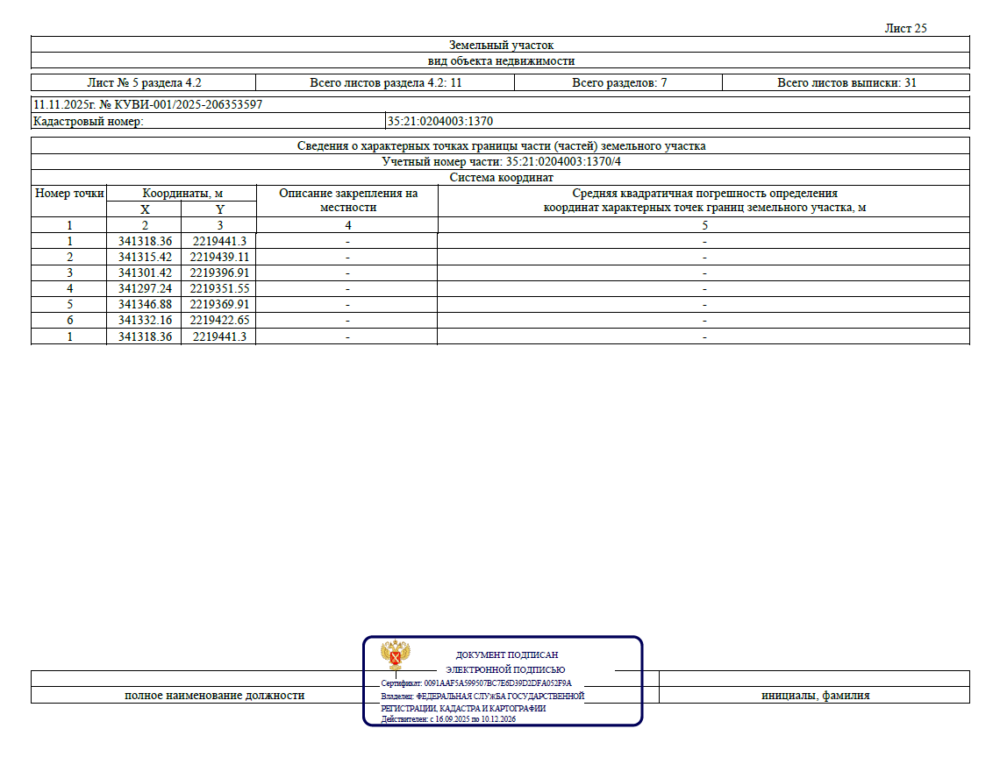 Лист 25
Земельный участок
вид объекта недвижимости
Лист № 5 раздела 4.2 Всего листов раздела 4.2: 11 Всего разделов: 7 Всего листов выписки: 31
11.11.2025г. № КУВИ-001/2025-206353597
Кадастровый номер: 35:21:0204003:1370
Сведения о характерных точках границы части (частей) земельного участка
Учетный номер части: 35:21:0204003:1370/4
Система координат
Номер точки Координаты, м Описание закрепления на местности Средняя квадратичная погрешность определения координат характерных точек границ земельного участка, м
X Y
1 2 3 4 5
1 341318.36 2219441.3 - -
2 341315.42 2219439.11 - -
3 341301.42 2219396.91 - -
4 341297.24 2219351.55 - -
5 341346.88 2219369.91 - -
6 341332.16 2219422.65 - -
1 341318.36 2219441.3 - -
ДОКУМЕНТ ПОДПИСАН
ЭЛЕКТРОННОЙ ПОДПИСЬЮ
Сертификат: 0091AAF5A599507BC7E6D39D2DFA052F9A
Владелец: ФЕДЕРАЛЬНАЯ СЛУЖБА ГОСУДАРСТВЕННОЙ
РЕГИСТРАЦИИ, КАДАСТРА И КАРТОГРАФИИ
Действителен: с 16.09.2025 по 10.12.2026
полное наименование должности инициалы, фамилия